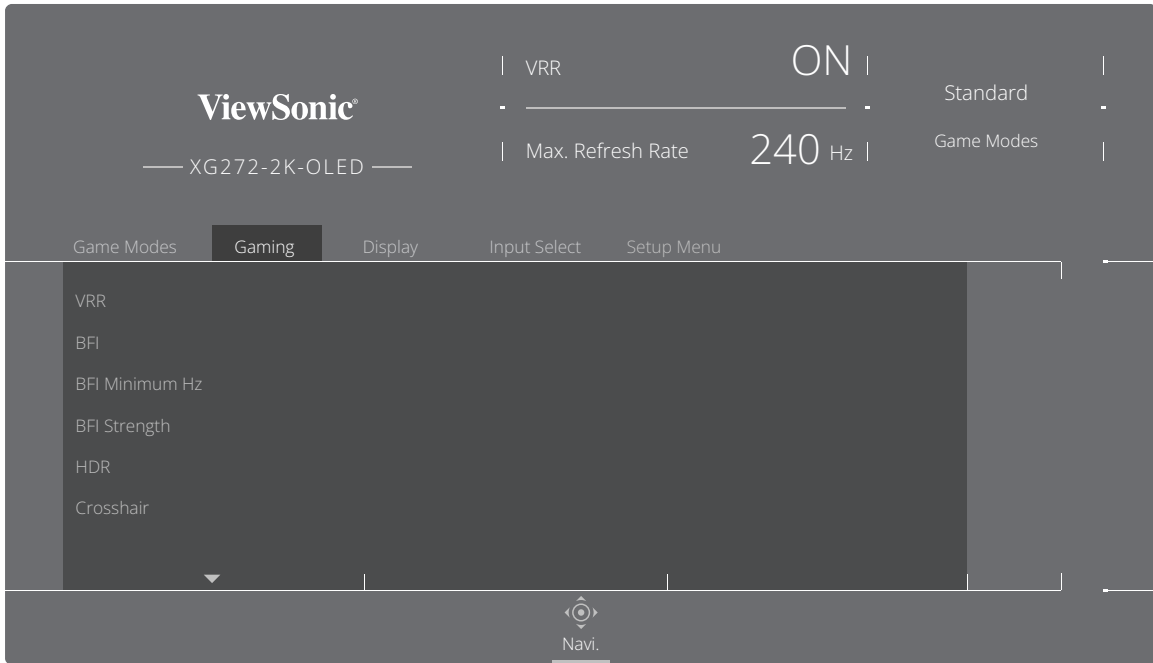 ViewSonic®
XG272-2K-OLED
VRR ON
Max. Refresh Rate 240 Hz
Standard
Game Modes
Game Modes Gaming Display Input Select Setup Menu
VRR
BFI
BFI Minimum Hz
BFI Strength
HDR
Crosshair
Navi.